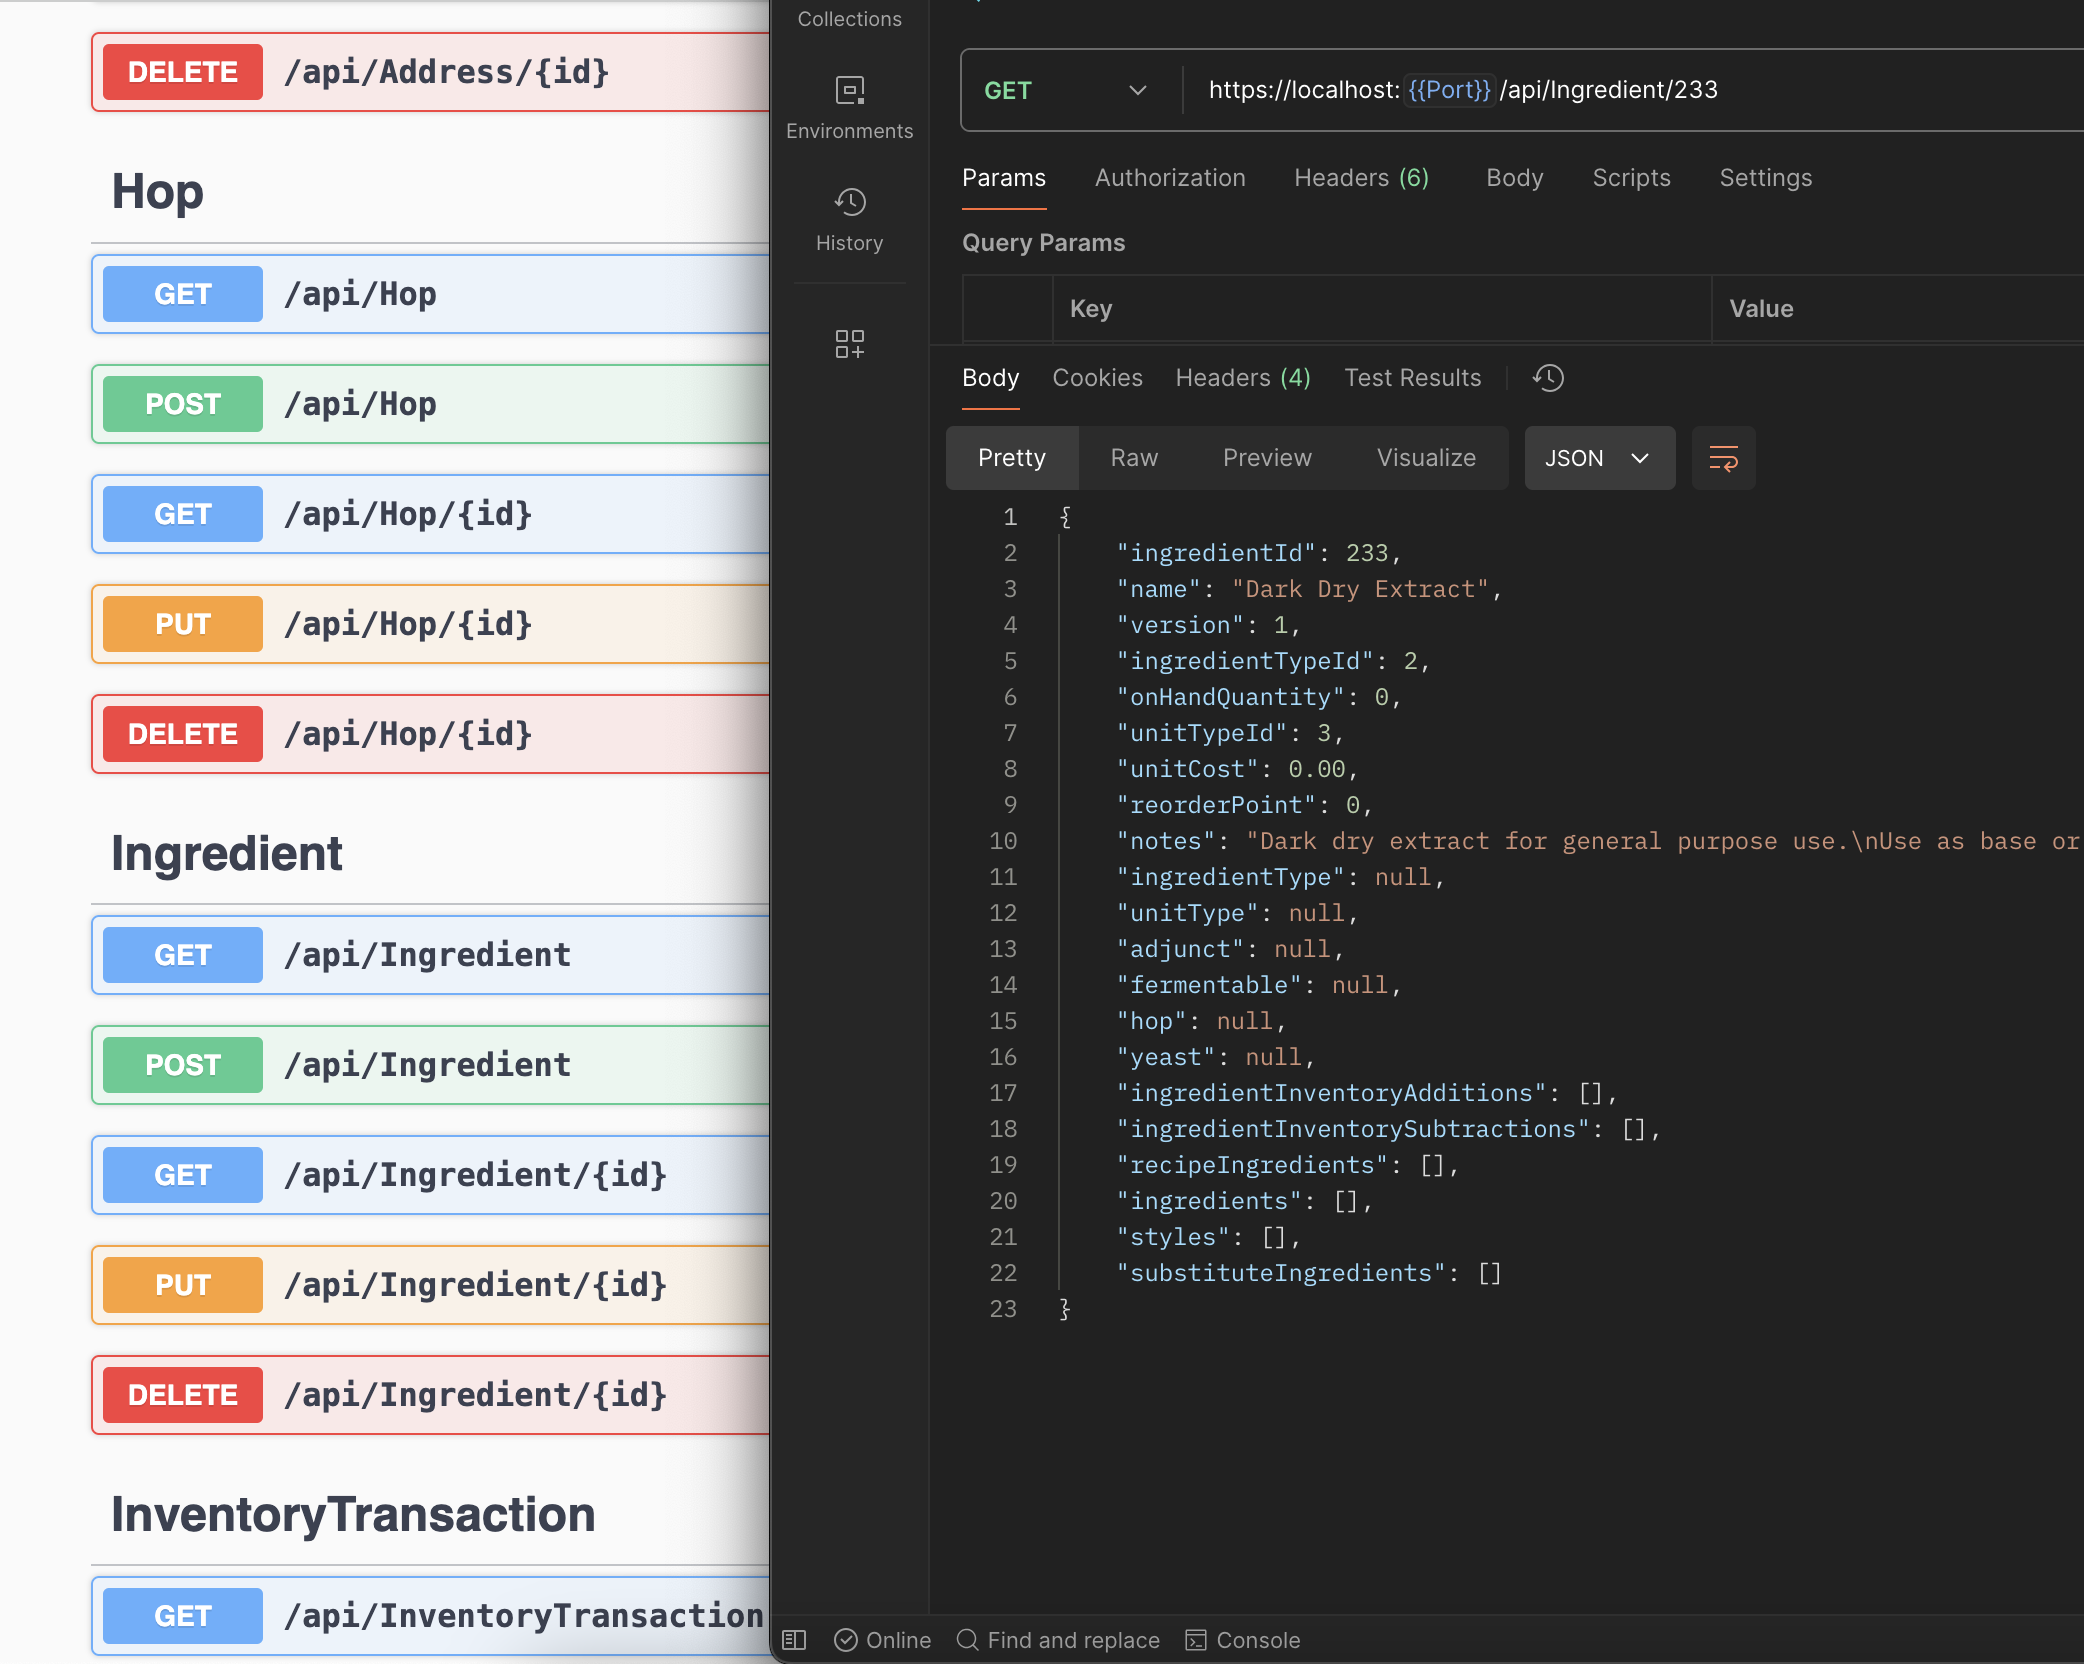 DELETE /api/Address/{id}
Hop
GET /api/Hop
POST /api/Hop
GET /api/Hop/{id}
PUT /api/Hop/{id}
DELETE /api/Hop/{id}
Ingredient
GET /api/Ingredient
POST /api/Ingredient
GET /api/Ingredient/{id}
PUT /api/Ingredient/{id}
DELETE /api/Ingredient/{id}
InventoryTransaction
GET /api/InventoryTransaction
Collections
Environments
History
GET https://localhost:{{Port}}/api/Ingredient/233
Params Authorization Headers (6) Body Scripts Settings
Query Params
Key Value
Body Cookies Headers (4) Test Results
Pretty Raw Preview Visualize JSON
1 {
2 "ingredientId": 233,
3 "name": "Dark Dry Extract",
4 "version": 1,
5 "ingredientTypeId": 2,
6 "onHandQuantity": 0,
7 "unitTypeId": 3,
8 "unitCost": 0.00,
9 "reorderPoint": 0,
10 "notes": "Dark dry extract for general purpose use.\nUse as base or
11 "ingredientType": null,
12 "unitType": null,
13 "adjunct": null,
14 "fermentable": null,
15 "hop": null,
16 "yeast": null,
17 "ingredientInventoryAdditions": [],
18 "ingredientInventorySubtractions": [],
19 "recipeIngredients": [],
20 "ingredients": [],
21 "styles": [],
22 "substituteIngredients": []
23 }
Online Find and replace Console